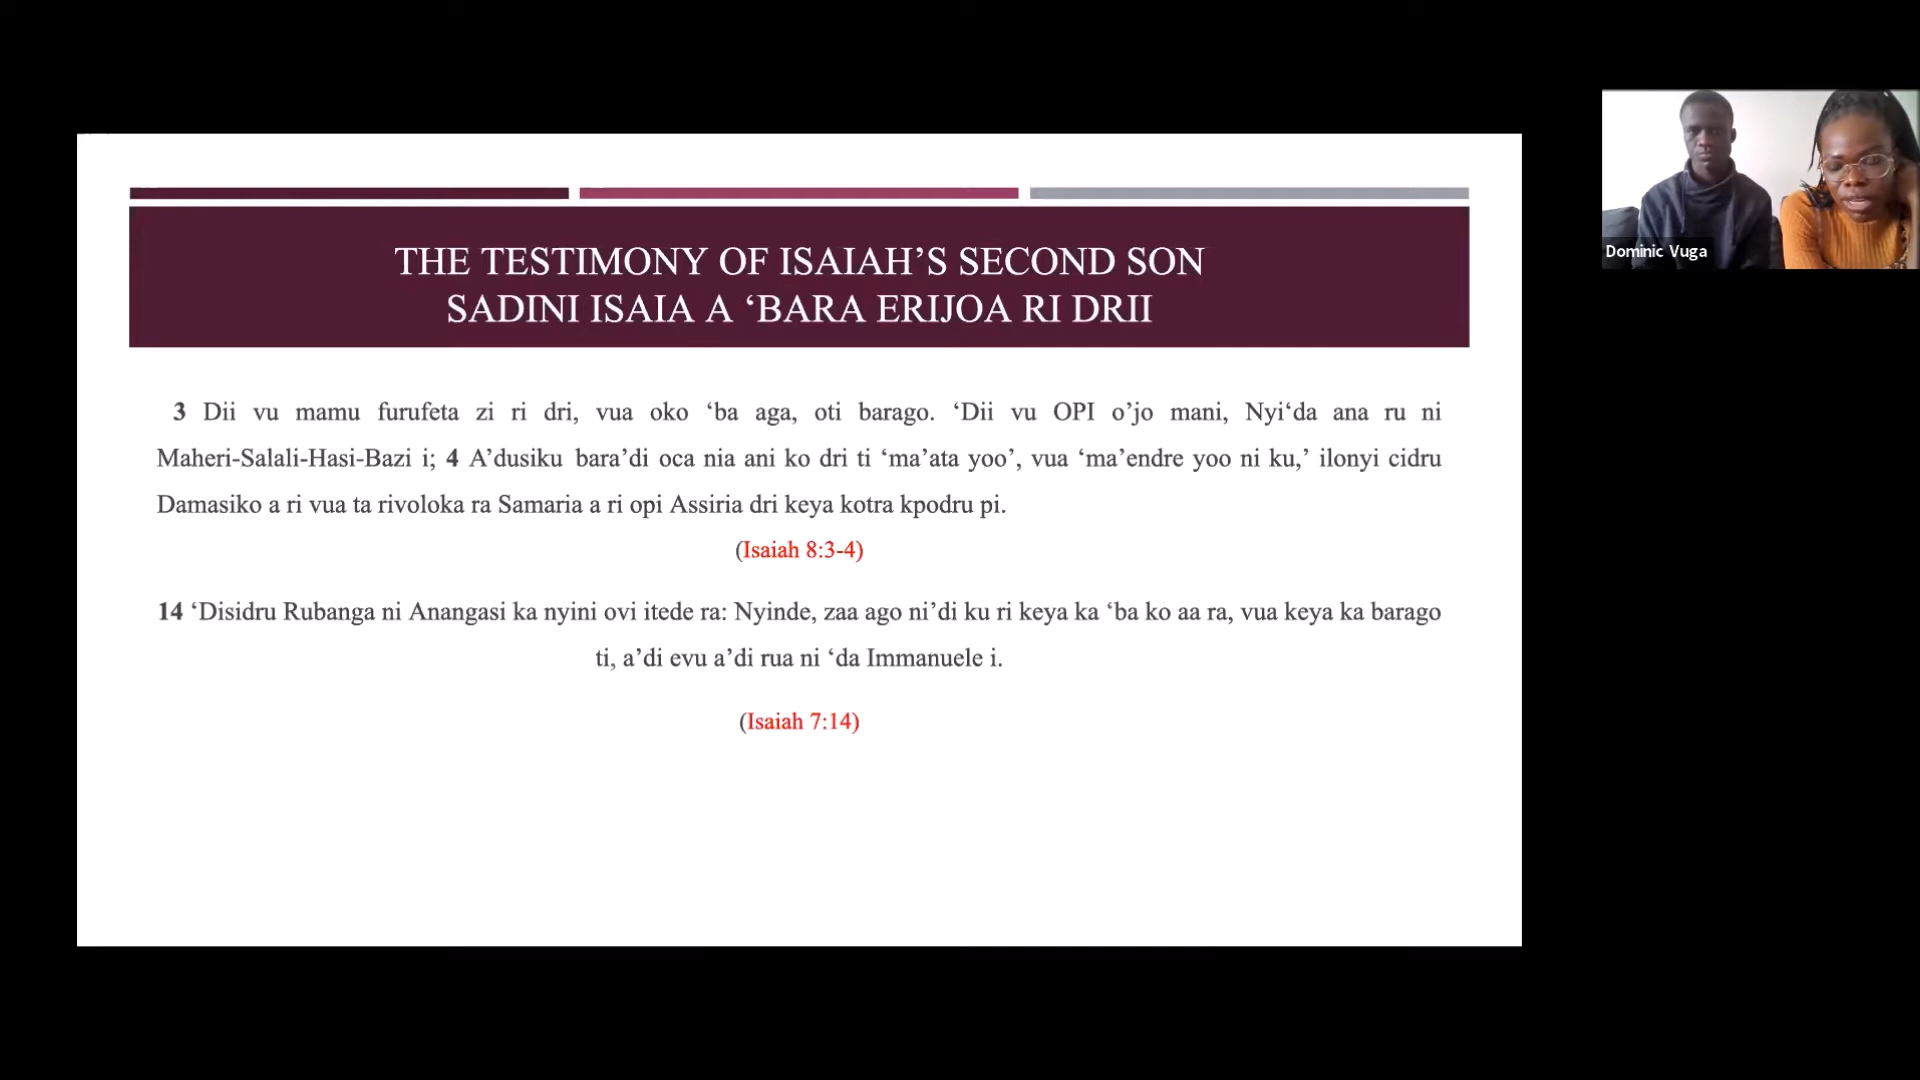 THE TESTIMONY OF ISAIAH’S SECOND SON
SADINI ISAIA A ‘BARA ERIJOA RI DRII
3 Dii vu mamu furufeta zi ri dri, vua oko ‘ba aga, oti barago. ‘Dii vu OPI o’jo mani, Nyi‘da ana ru ni
Maheri-Salali-Hasi-Bazi i; 4 A’dusiku bara’di oca nia ani ko dri ti ‘ma’ata yoo’, vua ‘ma’endre yoo ni ku,’ ilonyi cidru
Damasiko a ri vua ta rivoloka ra Samaria a ri opi Assiria dri keya kotra kpodru pi.
(Isaiah 8:3-4)
14 ‘Disidru Rubanga ni Anangasi ka nyini ovi itede ra: Nyinde, zaa ago ni’di ku ri keya ka ‘ba ko aa ra, vua keya ka barago
ti, a’di evu a’di rua ni ‘da Immanuele i.
(Isaiah 7:14)
Dominic Vuga